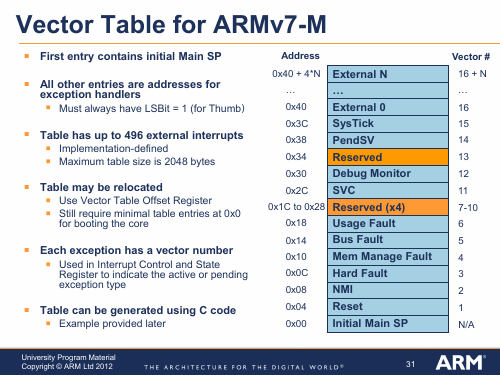 Vector Table for ARMv7-M
First entry contains initial Main SP
All other entries are addresses for
exception handlers
Must always have LSBit = 1 (for Thumb)
Table has up to 496 external interrupts
Implementation-defined
Maximum table size is 2048 bytes
Table may be relocated
Use Vector Table Offset Register
Still require minimal table entries at 0x0
for booting the core
Each exception has a vector number
Used in Interrupt Control and State
Register to indicate the active or pending
exception type
Table can be generated using C code
Example provided later
Address Vector #
0x40 + 4*N External N 16 + N
... ... ...
0x40 External 0 16
0x3C SysTick 15
0x38 PendSV 14
0x34 Reserved 13
0x30 Debug Monitor 12
0x2C SVC 11
0x1C to 0x28 Reserved (x4) 7-10
0x18 Usage Fault 6
0x14 Bus Fault 5
0x10 Mem Manage Fault 4
0x0C Hard Fault 3
0x08 NMI 2
0x04 Reset 1
0x00 Initial Main SP N/A
University Program Material
Copyright © ARM Ltd 2012
THE ARCHITECTURE FOR THE DIGITAL WORLD®
31
ARM®